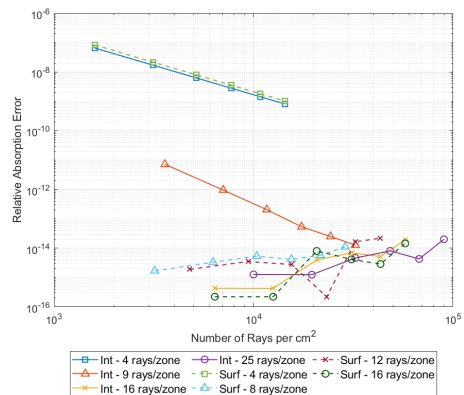 10^-6
10^-8
10^-10
10^-12
10^-14
10^-16
Relative Absorption Error
10^3
10^4
10^5
Number of Rays per cm^2
Int - 4 rays/zone
Int - 25 rays/zone
Surf - 12 rays/zone
Int - 9 rays/zone
Surf - 4 rays/zone
Surf - 16 rays/zone
Int - 16 rays/zone
Surf - 8 rays/zone